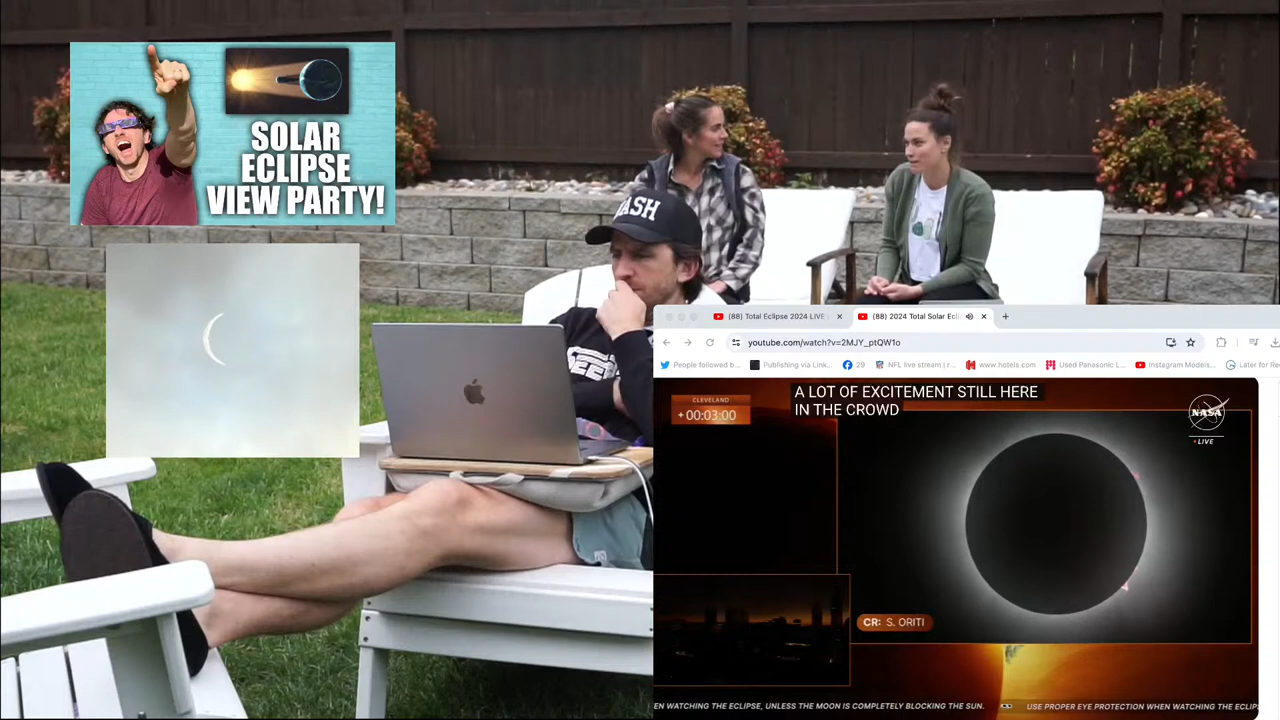 SOLAR
ECLIPSE
VIEW PARTY!
(88) Total Eclipse 2024 LIVE
(88) 2024 Total Solar Ecli
youtube.com/watch?v=2MJY_ptQW1o
People followed b...
Publishing via Link...
29
NFL live stream | r...
www.hotels.com
Used Panasonic L...
Instagram Models...
Later for Re
CLEVELAND
+00:03:00
A LOT OF EXCITEMENT STILL HERE
IN THE CROWD
NASA
LIVE
CR: S. ORITI
EN WATCHING THE ECLIPSE, UNLESS THE MOON IS COMPLETELY BLOCKING THE SUN.
USE PROPER EYE PROTECTION WHEN WATCHING THE ECLIPS